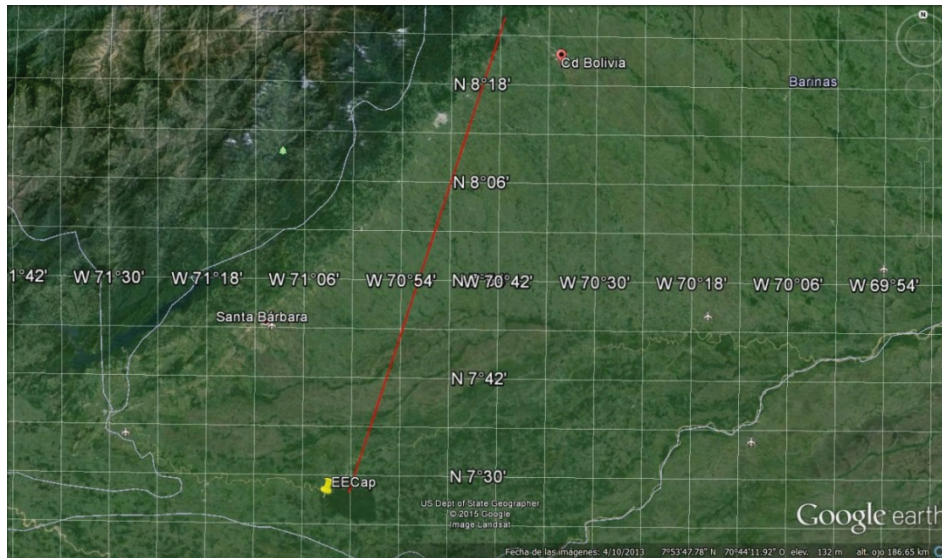 Cd Bolivia
N 8°18'
Barinas
N 8°06'
1°42' W 71°30' W 71°18' W 71°06' W 70°54' W 70°42' W 70°30' W 70°18' W 70°06' W 69°54'
Santa Bárbara
N 7°42'
EECap
N 7°30'
US Dept of State Geographer
© 2015 Google
Image Landsat
Google earth
Fecha de las imágenes: 4/10/2013 7°53'47.78" N 70°44'11.92" O elev. 132 m alt. ojo 186.65 km